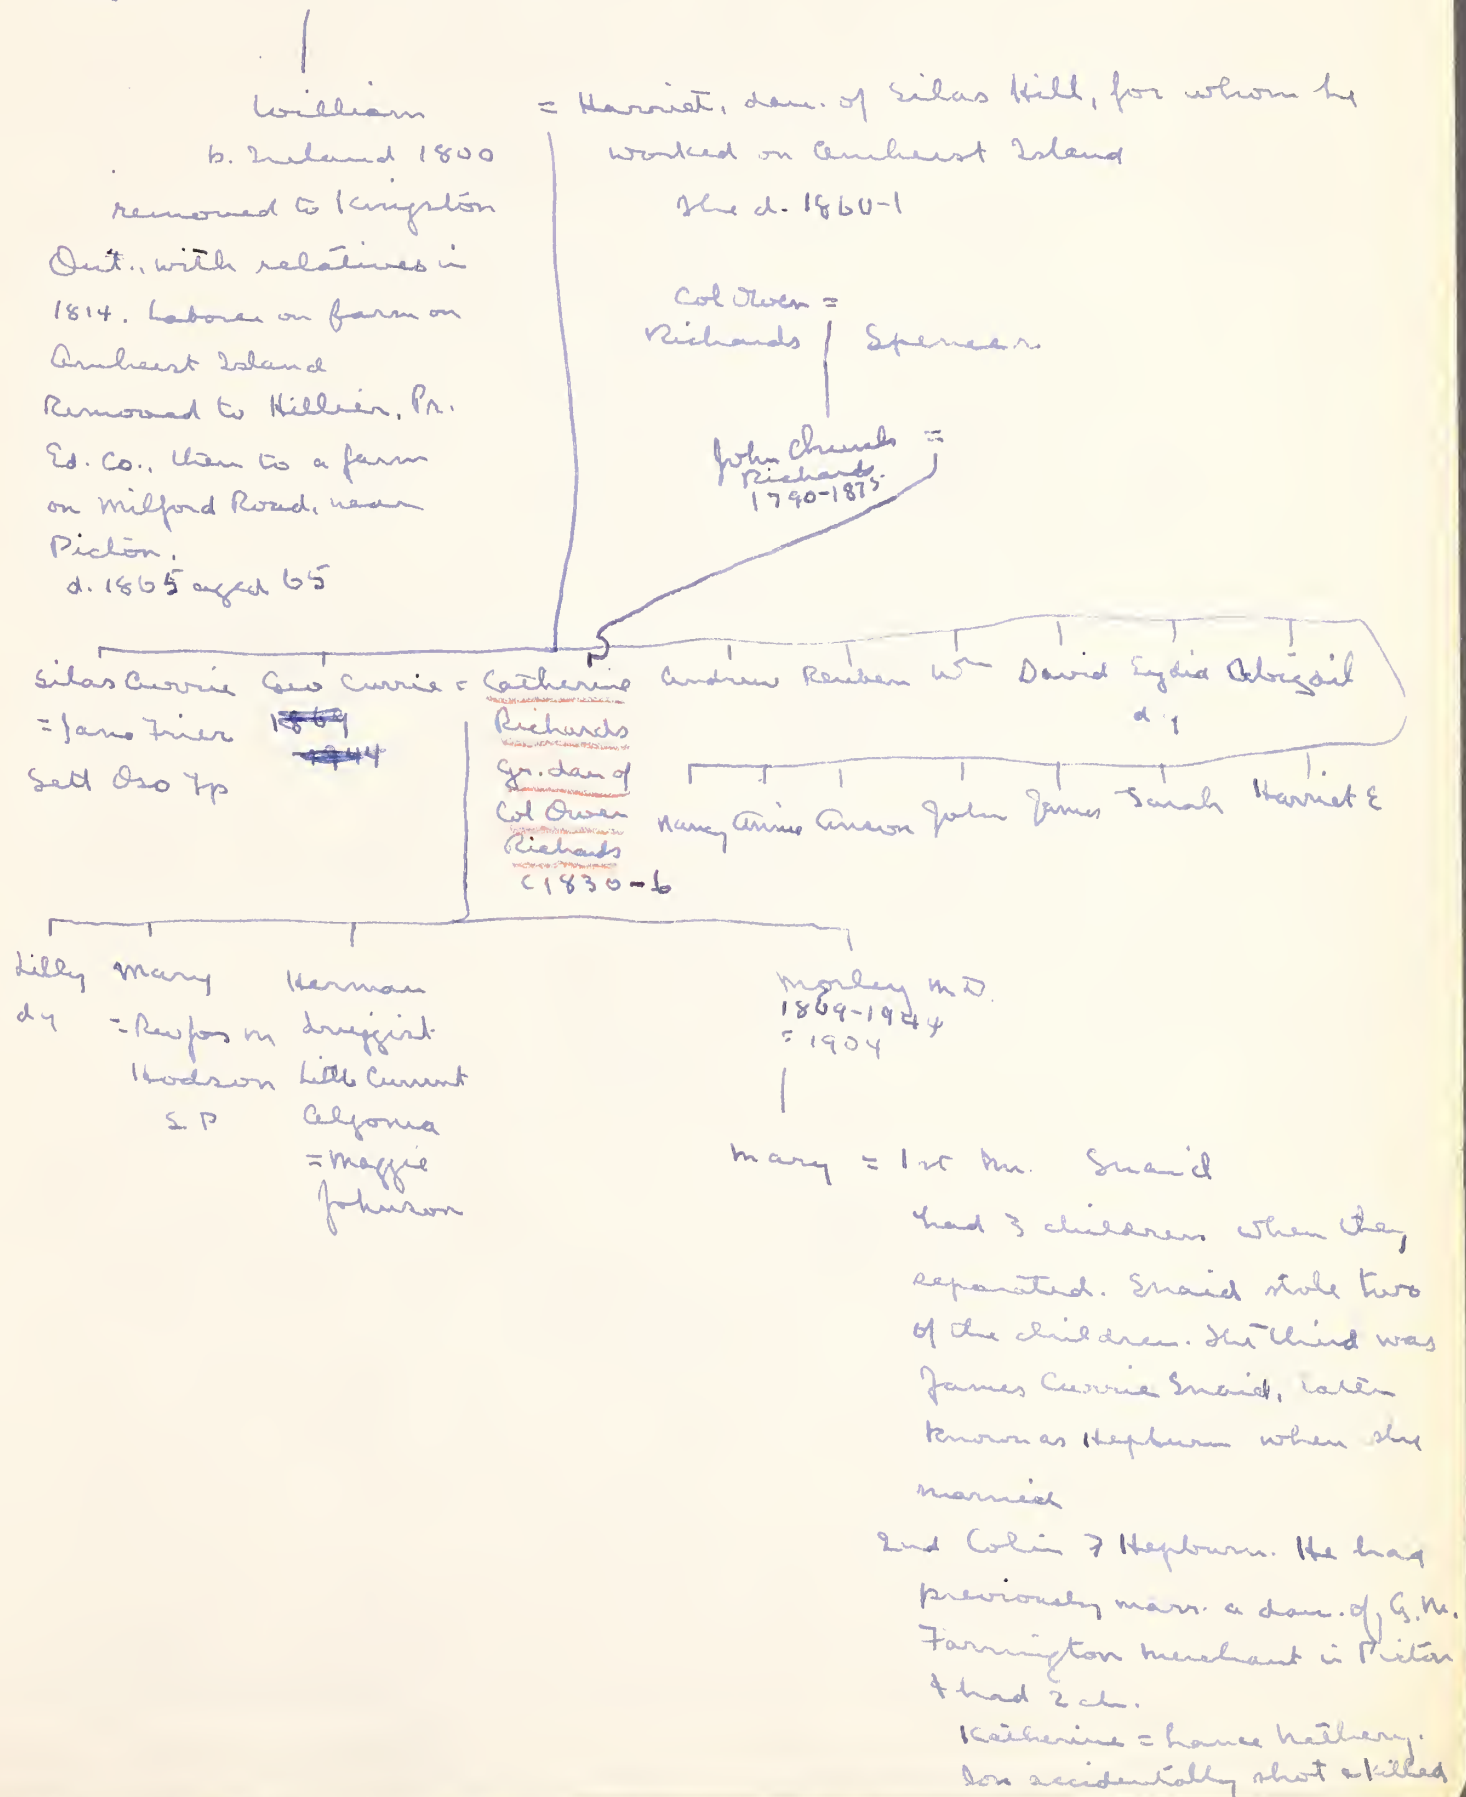 William = Harriet, dau. of Silas Hill, for whom he
b. Ireland 1800 worked on Amherst Island
removed to Kingston She d. 1860-1
Ont., with relatives in
1814. Laborer on farm on
Amherst Island
Removed to Hillier, Pr.
Ed. Co., then to a farm
on Milford Road, near
Picton.
d. 1865 aged 65
Col Owen =
Richards Spencer
John Richards =
1790-1875
Silas Currie Geo Currie = Catherine Andrew Reuben Wm David Lydia Abigail
= Jane Frier 1869 Richards d.y
Sett Oso Tp 1944 Gr. dau of
Col Owen
Richards
c1830-6
Nancy Annie Anson John James Sarah Harriet E
Lilly Mary Herman Morley M.D.
dy = Rev Jas M druggist 1869-1944
Hodson Little Current = 1904
S P Algoma
= Maggie
Johnson
Mary = 1st Mr. Snaid
had 3 children when they
separated. Snaid stole two
of the children. The third was
James Currie Snaid, later
known as Hepburn when she
married
2nd Colin F Hepburn. He had
previously marr. a dau. of G.M.
Farrington Merchant in Picton
& had 2 ch.
Katherine = Lance
Son accidentally shot & killed